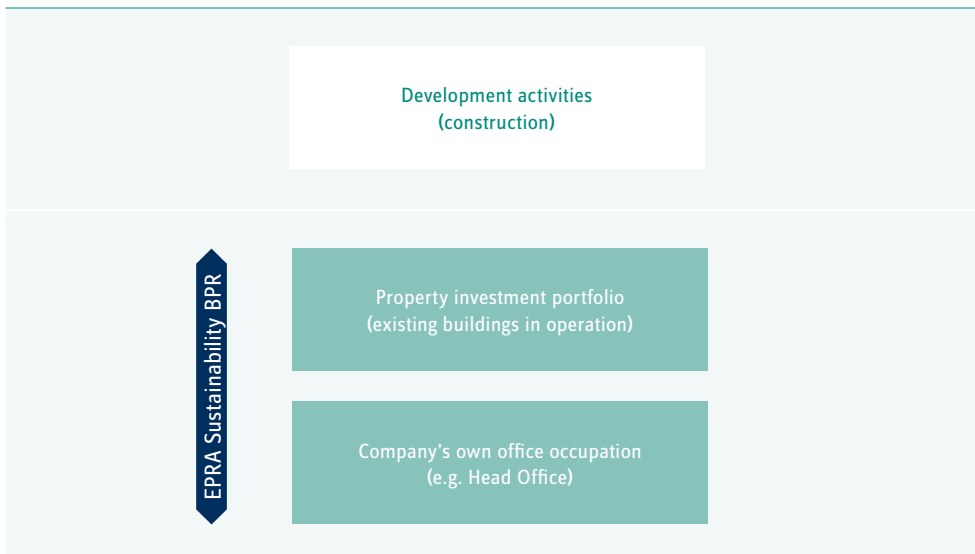 Development activities
(construction)
EPRA Sustainability BPR
Property investment portfolio
(existing buildings in operation)
Company’s own office occupation
(e.g. Head Office)